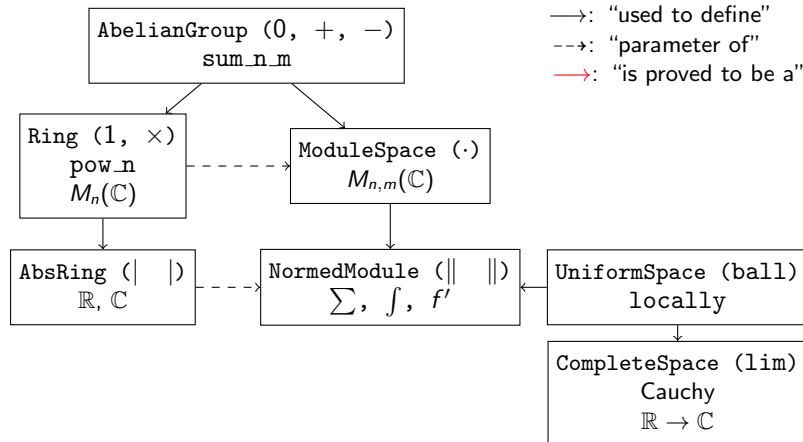 AbelianGroup (0, +, −)
sum_n_m
→: “used to define”
⇢: “parameter of”
→: “is proved to be a”
Ring (1, ×)
pow_n
Mₙ(ℂ)
ModuleSpace (·)
Mₙ,ₘ(ℂ)
AbsRing (| |)
ℝ, ℂ
NormedModule (‖ ‖)
∑, ∫, f′
UniformSpace (ball)
locally
CompleteSpace (lim)
Cauchy
ℝ → ℂ